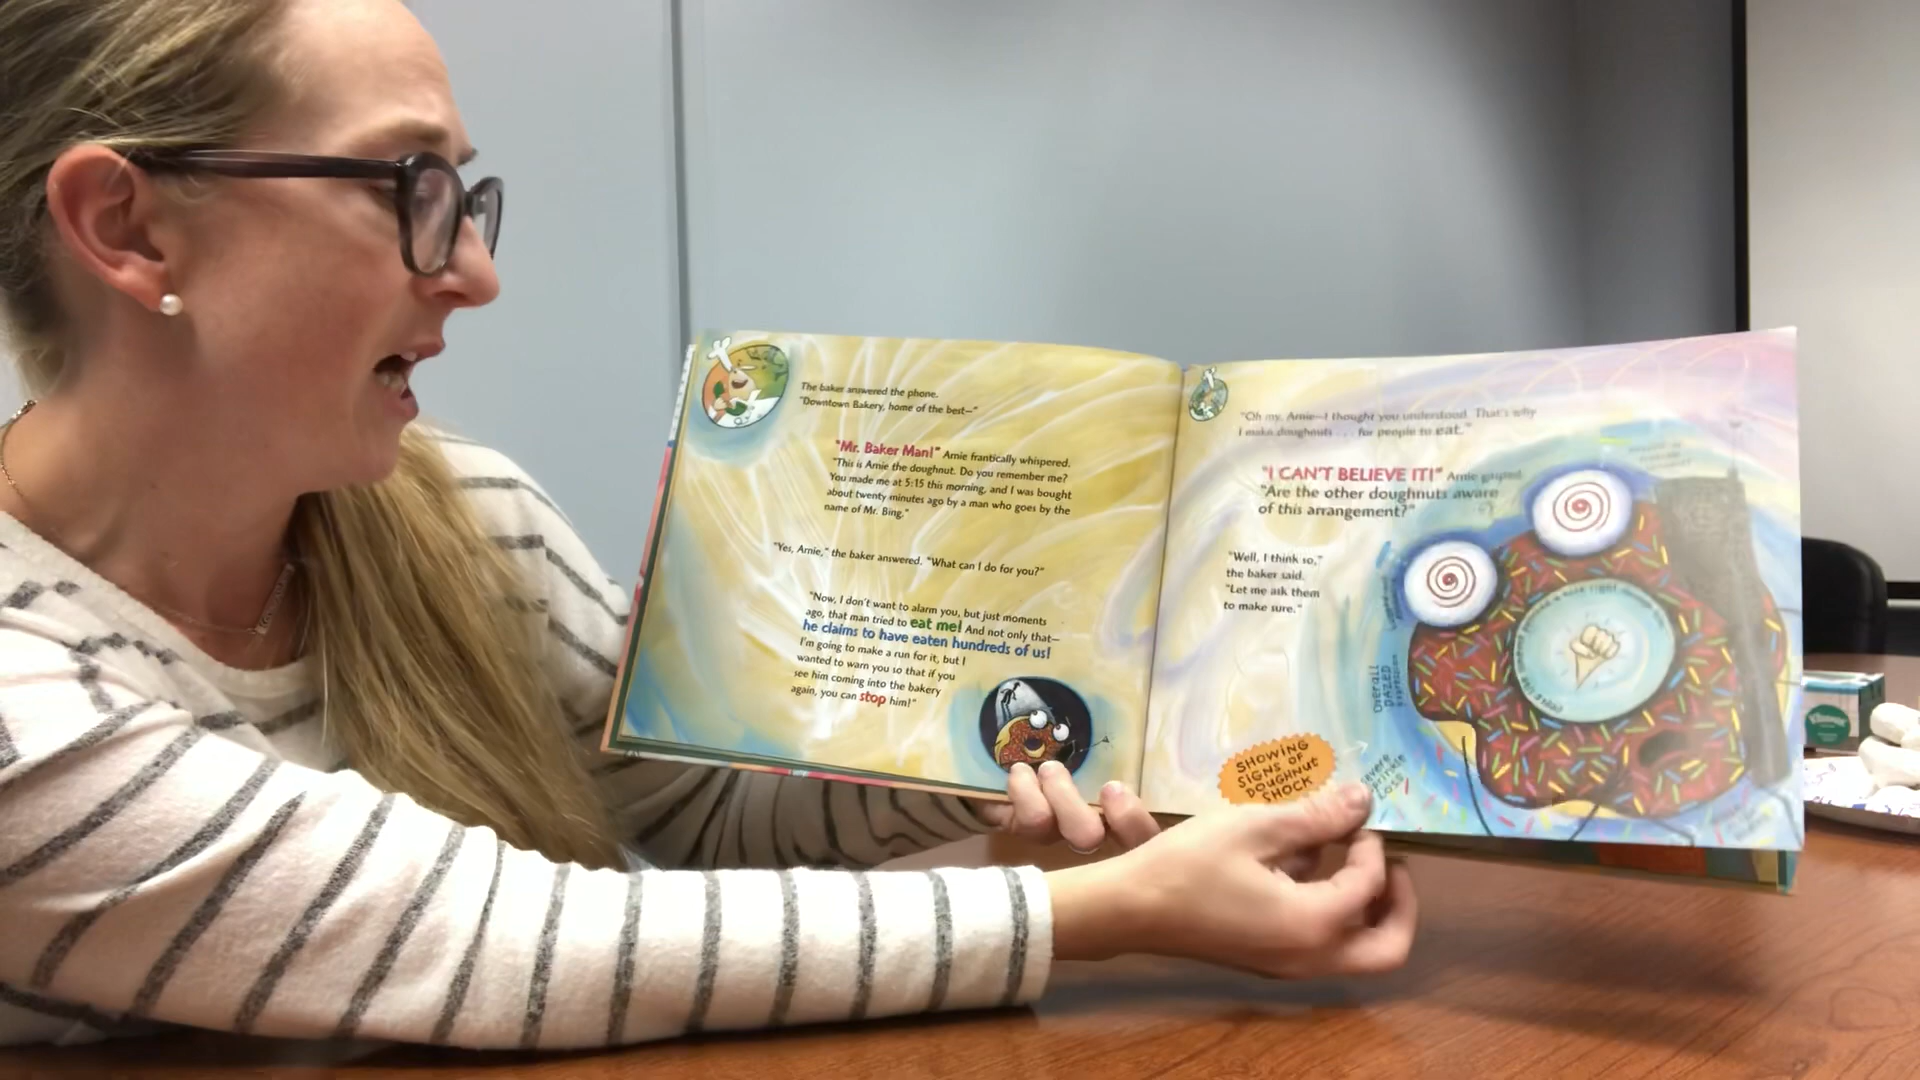 The baker answered the phone.
"Downtown Bakery, home of the best—"
"Mr. Baker Man!" Arnie frantically whispered.
"This is Arnie the doughnut. Do you remember me?
You made me at 5:15 this morning, and I was bought
about twenty minutes ago by a man who goes by the
name of Mr. Bing."
"Yes, Arnie," the baker answered. "What can I do for you?"
"Now, I don't want to alarm you, but just moments
ago, that man tried to eat me! And not only that—
he claims to have eaten hundreds of us!
I'm going to make a run for it, but I
wanted to warn you so that if you
see him coming into the bakery
again, you can stop him!"
"Oh my, Arnie—I thought you understood. That's why
I make doughnuts . . . for people to eat."
"I CAN'T BELIEVE IT!" Arnie gasped.
"Are the other doughnuts aware
of this arrangement?"
"Well, I think so,"
the baker said.
"Let me ask them
to make sure."
Overall
DAZED
expression
SHOWING
SIGNS OF
DOUGHNUT
SHOCK
Severe
Sprinkle
Loss
Kleenex